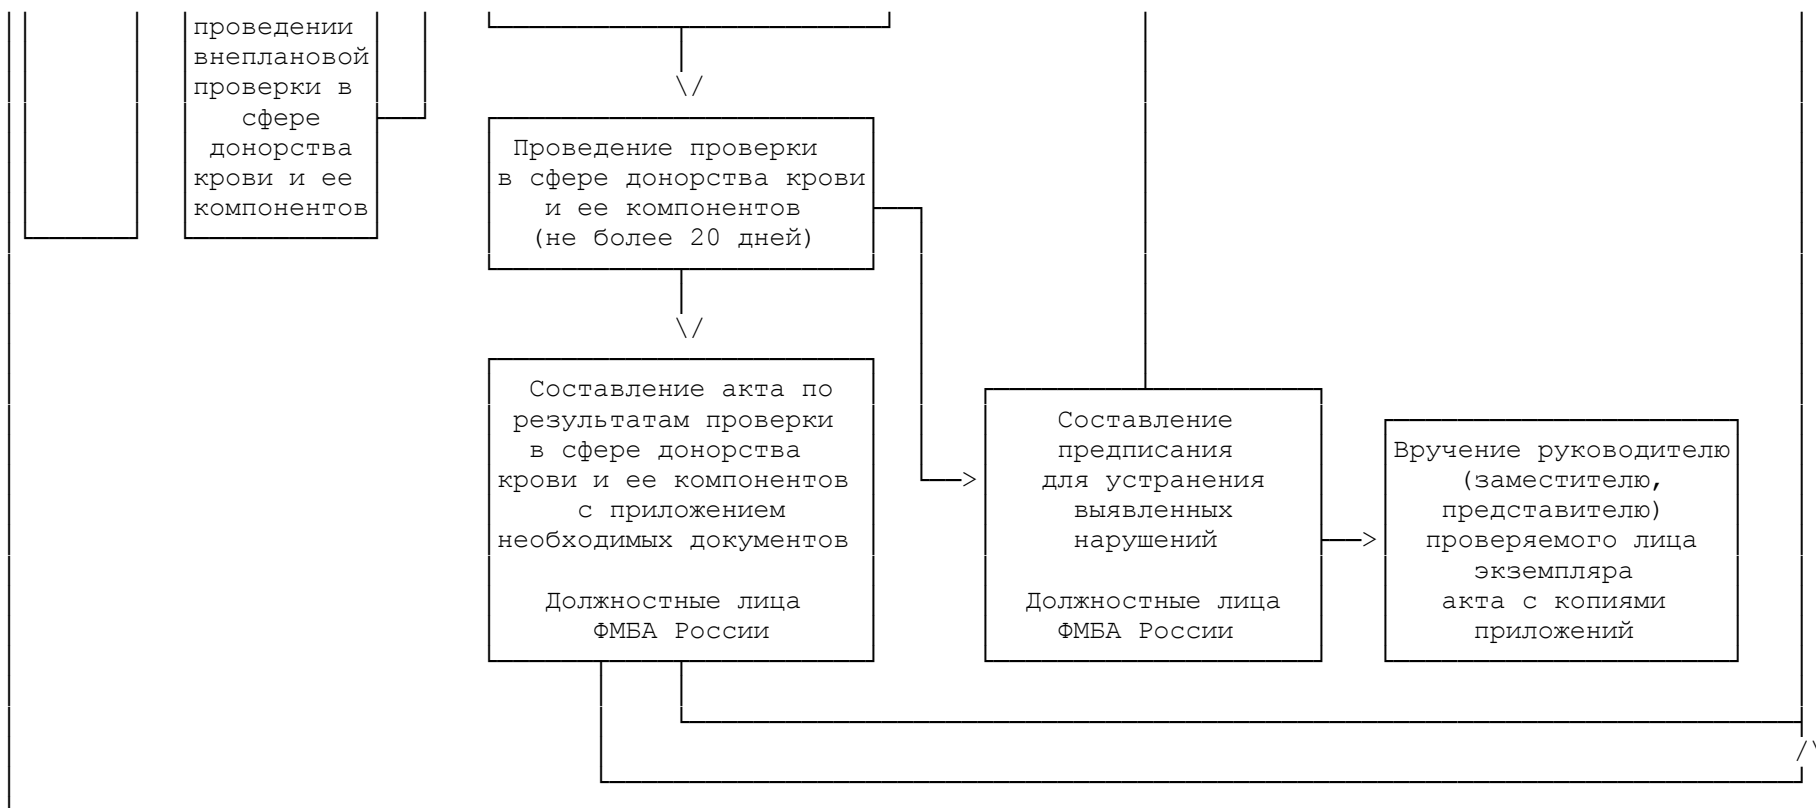 проведении
внеплановой
проверки в
сфере
донорства
крови и ее
компонентов
Проведение проверки
в сфере донорства крови
и ее компонентов
(не более 20 дней)
Составление акта по
результатам проверки
в сфере донорства
крови и ее компонентов
с приложением
необходимых документов
Должностные лица
ФМБА России
Составление
предписания
для устранения
выявленных
нарушений
Должностные лица
ФМБА России
Вручение руководителю
(заместителю,
представителю)
проверяемого лица
экземпляра
акта с копиями
приложений